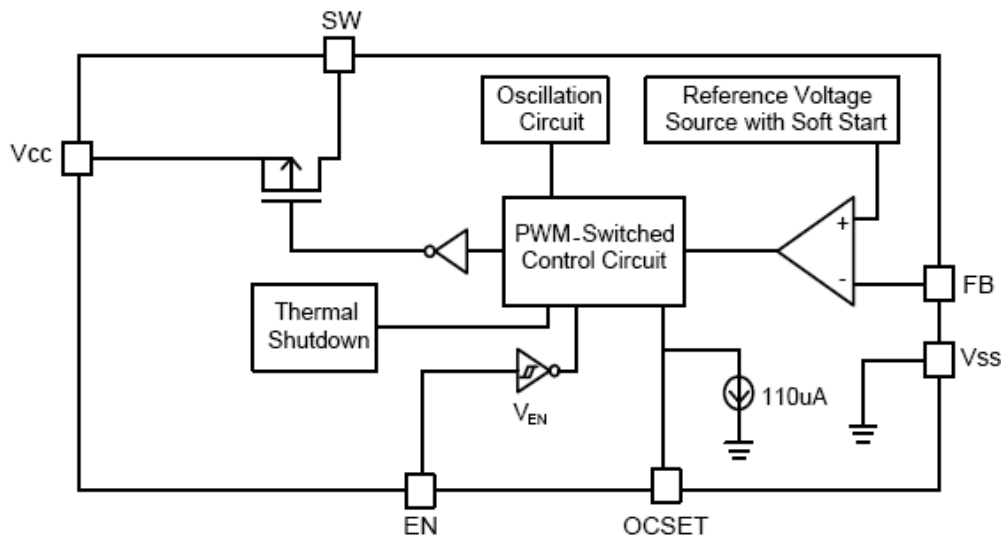 SW
Oscillation
Circuit
Reference Voltage
Source with Soft Start
Vcc
+
PWM-Switched
Control Circuit
-
FB
Thermal
Shutdown
Vss
110uA
VEN
EN
OCSET